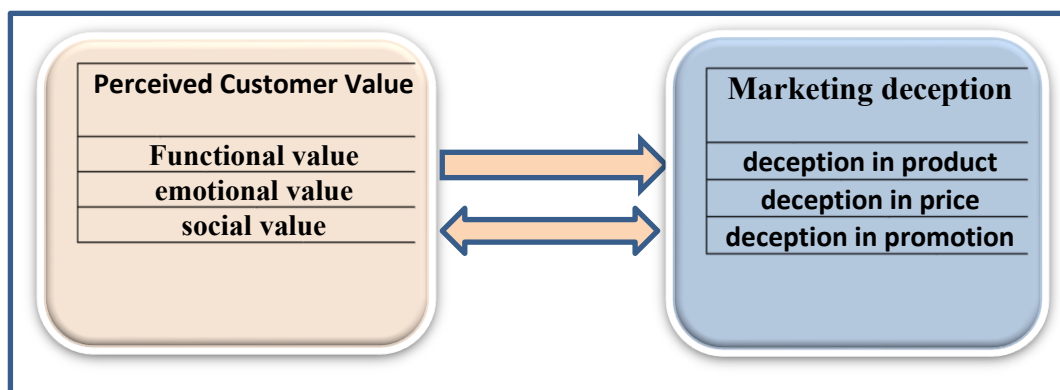 Perceived Customer Value
Functional value
emotional value
social value
Marketing deception
deception in product
deception in price
deception in promotion